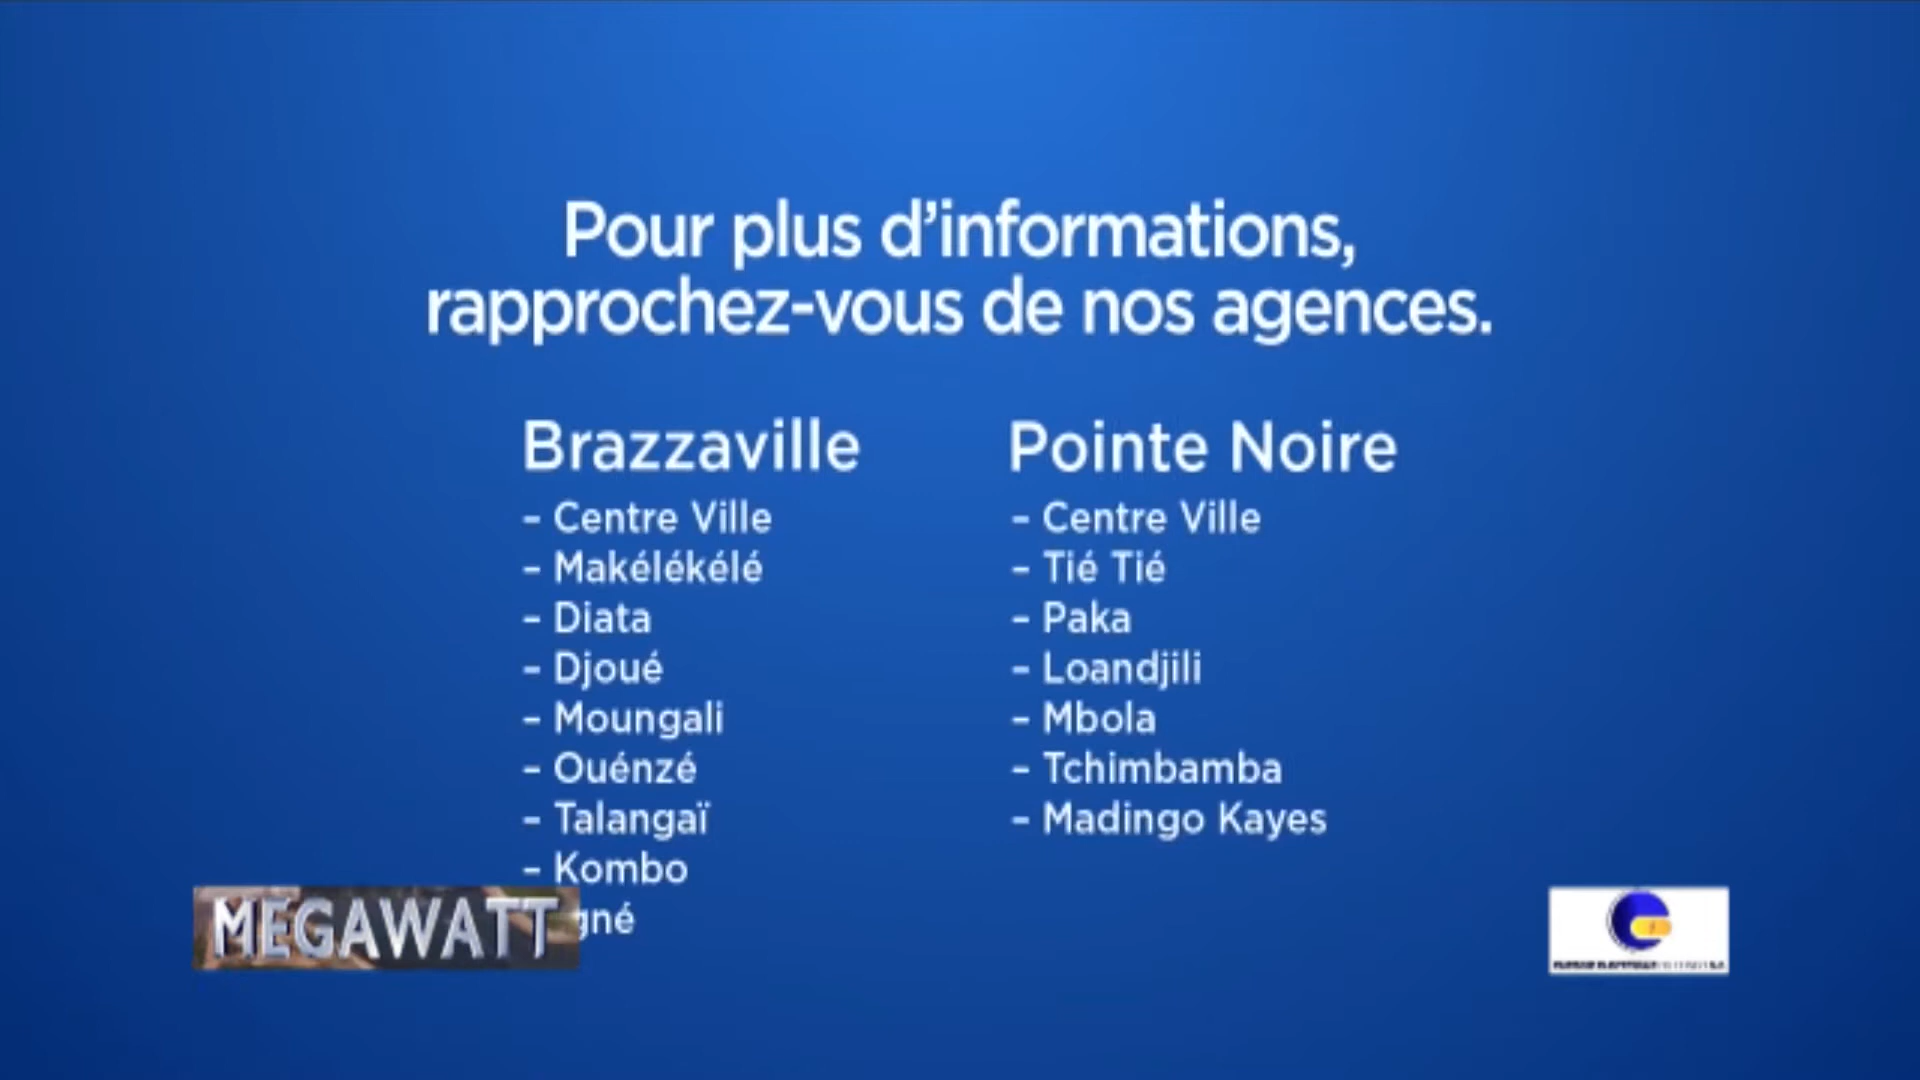 Pour plus d'informations,
rapprochez-vous de nos agences.
Brazzaville
- Centre Ville
- Makélékélé
- Diata
- Djoué
- Moungali
- Ouénzé
- Talangaï
- Kombo
Pointe Noire
- Centre Ville
- Tié Tié
- Paka
- Loandjili
- Mbola
- Tchimbamba
- Madingo Kayes
MEGAWATT